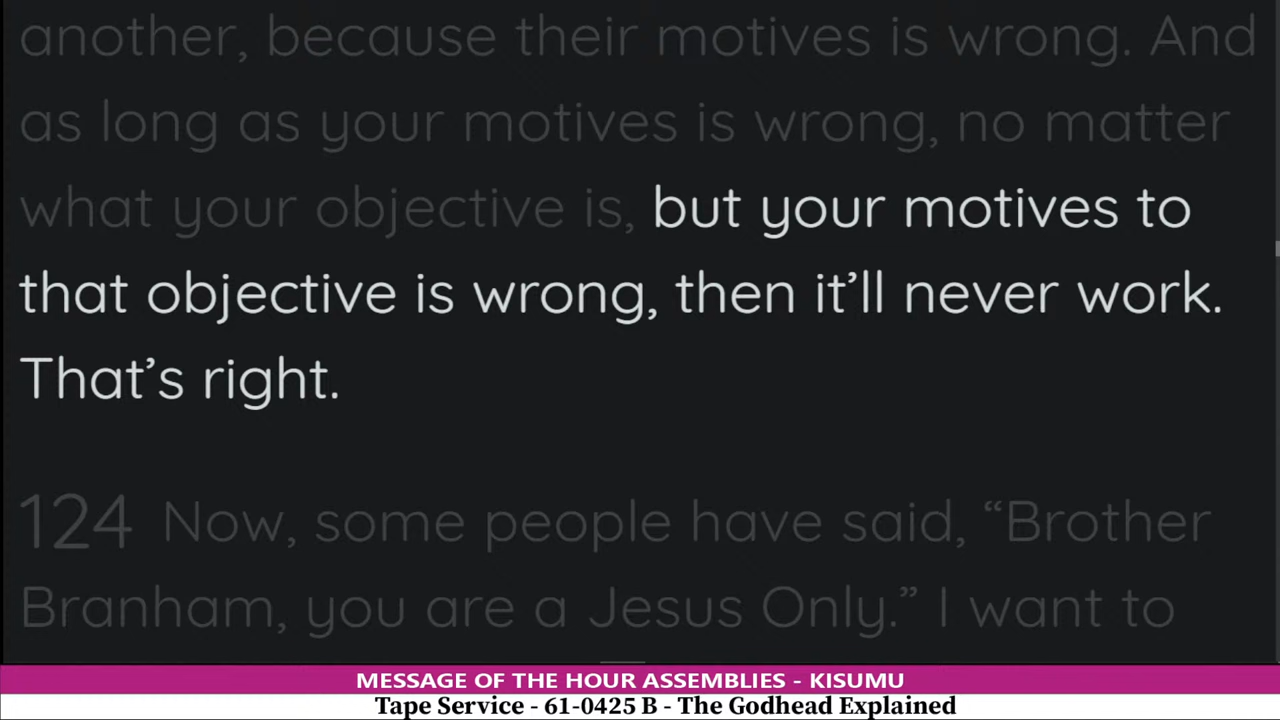 another, because their motives is wrong. And
as long as your motives is wrong, no matter
what your objective is, but your motives to
that objective is wrong, then it’ll never work.
That’s right.
124 Now, some people have said, “Brother
Branham, you are a Jesus Only.” I want to
MESSAGE OF THE HOUR ASSEMBLIES - KISUMU
Tape Service - 61-0425 B - The Godhead Explained